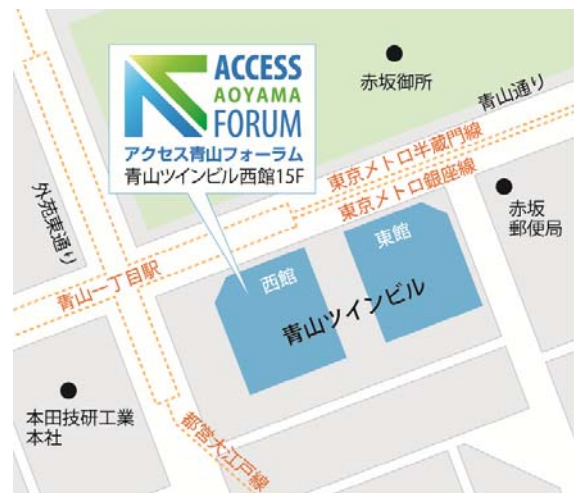 ACCESS
AOYAMA
FORUM
アクセス青山フォーラム
青山ツインビル西館15F
赤坂御所
青山通り
東京メトロ半蔵門線
東京メトロ銀座線
外苑東通り
青山一丁目駅
赤坂
郵便局
西館
東館
青山ツインビル
本田技研工業
本社
都営大江戸線